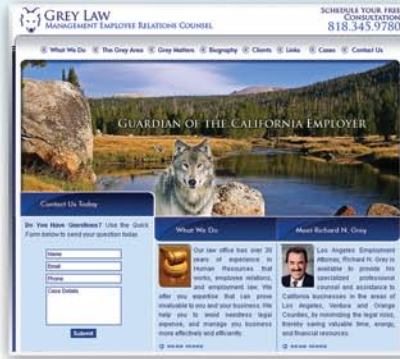 GREY LAW
MANAGEMENT EMPLOYEE RELATIONS COUNSEL
SCHEDULE YOUR FREE
CONSULTATION
818.345.9780
What We Do The Grey Area Grey Matters Biography Clients Links Cases Contact Us
GUARDIAN OF THE CALIFORNIA EMPLOYER
Contact Us Today
Do You Have Questions? Use the Quick
Form below to send your question today.
Name
Email
Phone
Case Details
Submit
What We Do
Our law office has over 20
years of experience in
Human Resources that
works, employee relations,
and employment law. We
offer you expertise that can prove
invaluable to you and your business. We
help you to avoid needless legal
expense, and manage you business
more effectively and efficiently.
READ MORE
Meet Richard N. Grey
Los Angeles Employment
Attorney, Richard N. Grey is
available to provide his
specialized professional
counsel and assistance to
California businesses in the areas of
Los Angeles, Ventura and Orange
Counties, by minimizing the legal risks,
thereby saving valuable time, energy,
and financial resources.
READ MORE